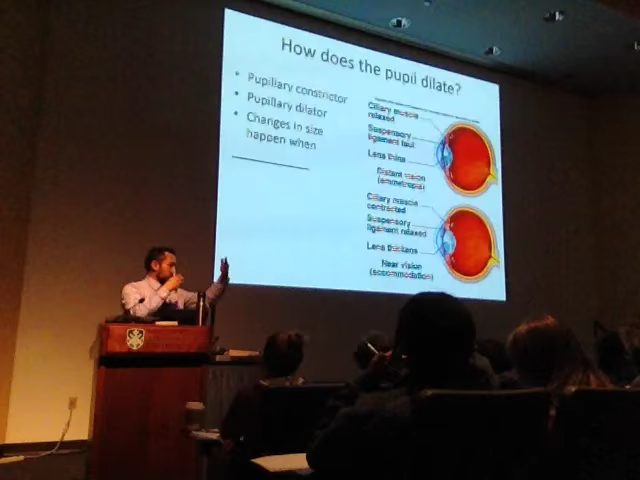 How does the pupil dilate?
• Pupillary constrictor
• Pupillary dilator
• Changes in size
happen when
Ciliary muscle
relaxed
Suspensory
ligament taut
Lens thins
Distant vision
(emmetropia)
Ciliary muscle
contracted
Suspensory
ligament relaxed
Lens thickens
Near vision
(accommodation)